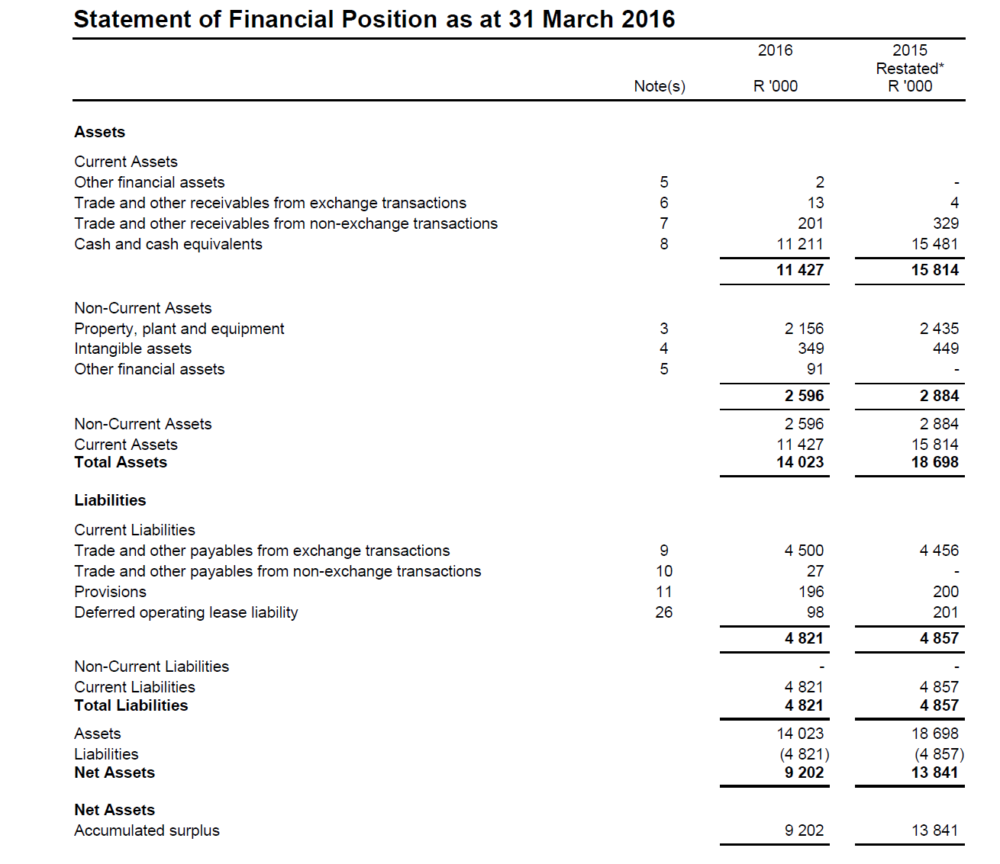 Statement of Financial Position as at 31 March 2016
2016 2015
Restated*
Note(s) R '000 R '000
Assets
Current Assets
Other financial assets 5 2 -
Trade and other receivables from exchange transactions 6 13 4
Trade and other receivables from non-exchange transactions 7 201 329
Cash and cash equivalents 8 11 211 15 481
11 427 15 814
Non-Current Assets
Property, plant and equipment 3 2 156 2 435
Intangible assets 4 349 449
Other financial assets 5 91 -
2 596 2 884
Non-Current Assets 2 596 2 884
Current Assets 11 427 15 814
Total Assets 14 023 18 698
Liabilities
Current Liabilities
Trade and other payables from exchange transactions 9 4 500 4 456
Trade and other payables from non-exchange transactions 10 27 -
Provisions 11 196 200
Deferred operating lease liability 26 98 201
4 821 4 857
Non-Current Liabilities - -
Current Liabilities 4 821 4 857
Total Liabilities 4 821 4 857
Assets 14 023 18 698
Liabilities (4 821) (4 857)
Net Assets 9 202 13 841
Net Assets
Accumulated surplus 9 202 13 841